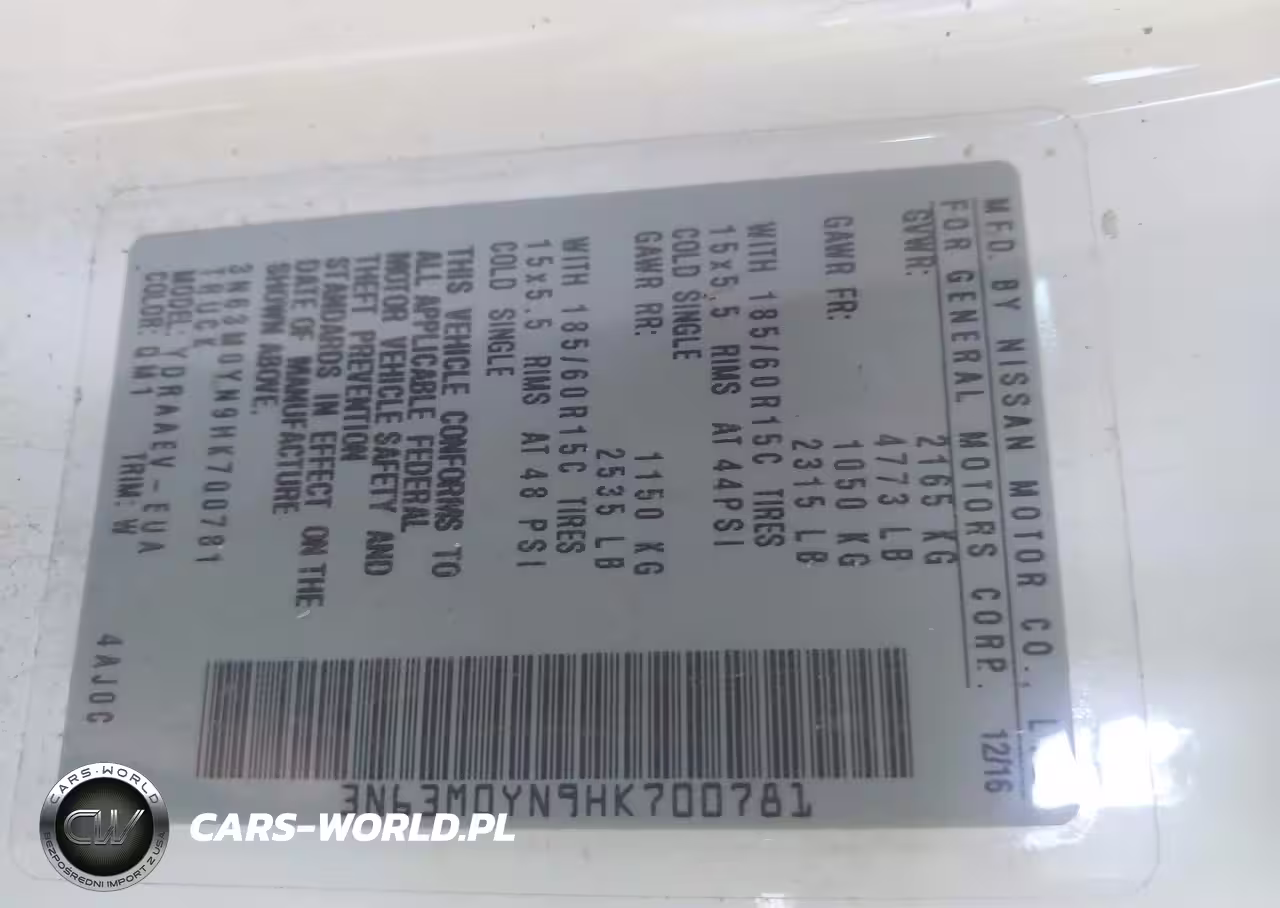 MFD. BY NISSAN MOTOR CO.,
FOR GENERAL MOTORS CORP. 12/16
GVWR: 2165 KG
4773 LB
GAWR FR: 1050 KG
2315 LB
WITH 185/60R15C TIRES
15x5.5 RIMS AT 44PSI
COLD SINGLE
GAWR RR: 1150 KG
2535 LB
WITH 185/60R15C TIRES
15x5.5 RIMS AT 48 PSI
COLD SINGLE
THIS VEHICLE CONFORMS TO
ALL APPLICABLE FEDERAL
MOTOR VEHICLE SAFETY AND
THEFT PREVENTION
STANDARDS IN EFFECT ON THE
DATE OF MANUFACTURE
SHOWN ABOVE.
3N63M0YN9HK700781
TRUCK
MODEL: YDRAAEV-EUA
COLOR: QM1 TRIM: W
4AJ0C
3N63M0YN9HK700781
CARS-WORLD
CW
BEZPOŚREDNI IMPORT Z USA
CARS-WORLD.PL